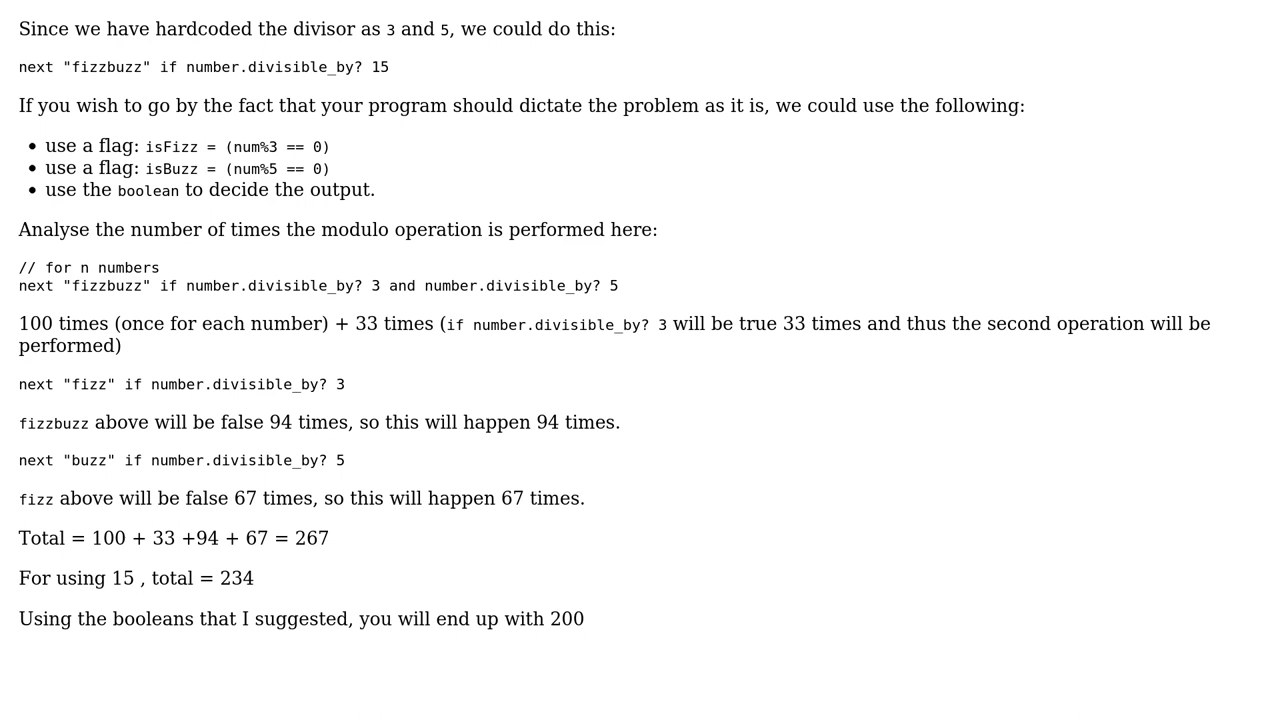 Since we have hardcoded the divisor as 3 and 5, we could do this:
next "fizzbuzz" if number.divisible_by? 15
If you wish to go by the fact that your program should dictate the problem as it is, we could use the following:
• use a flag: isFizz = (num%3 == 0)
• use a flag: isBuzz = (num%5 == 0)
• use the boolean to decide the output.
Analyse the number of times the modulo operation is performed here:
// for n numbers
next "fizzbuzz" if number.divisible_by? 3 and number.divisible_by? 5
100 times (once for each number) + 33 times (if number.divisible_by? 3 will be true 33 times and thus the second operation will be
performed)
next "fizz" if number.divisible_by? 3
fizzbuzz above will be false 94 times, so this will happen 94 times.
next "buzz" if number.divisible_by? 5
fizz above will be false 67 times, so this will happen 67 times.
Total = 100 + 33 +94 + 67 = 267
For using 15 , total = 234
Using the booleans that I suggested, you will end up with 200